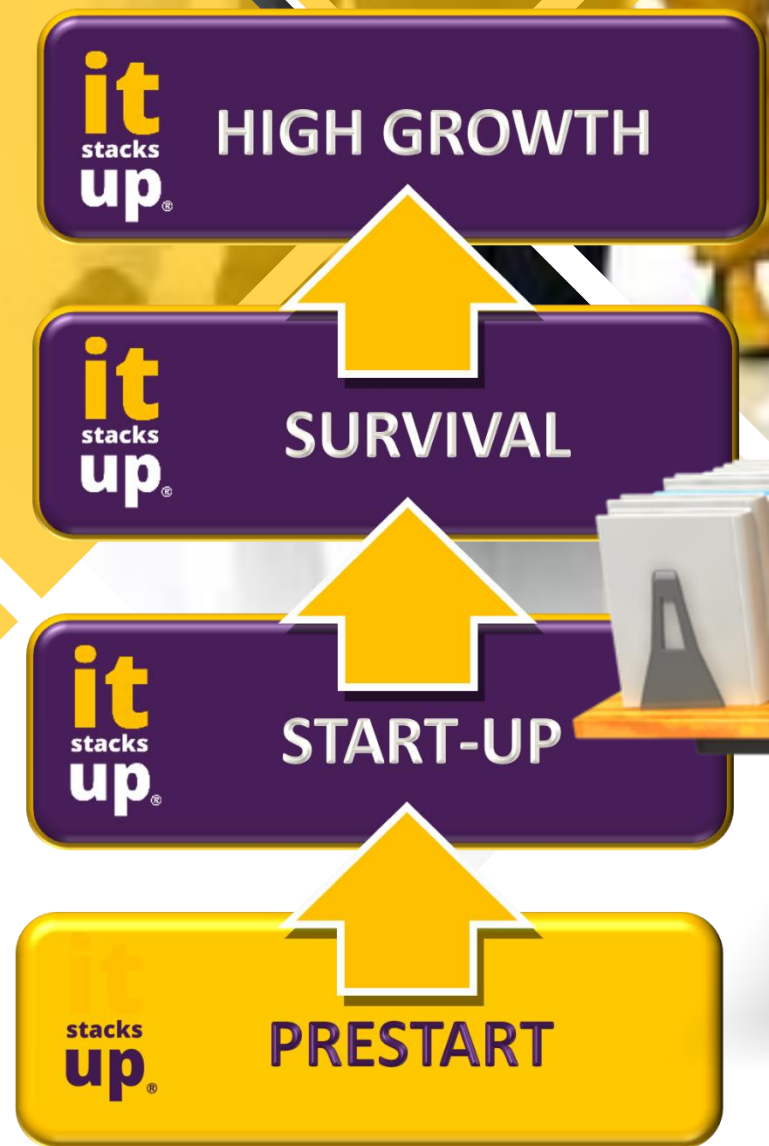 it
stacks
up®
HIGH GROWTH
it
stacks
up®
SURVIVAL
it
stacks
up®
START-UP
it
stacks
up®
PRESTART